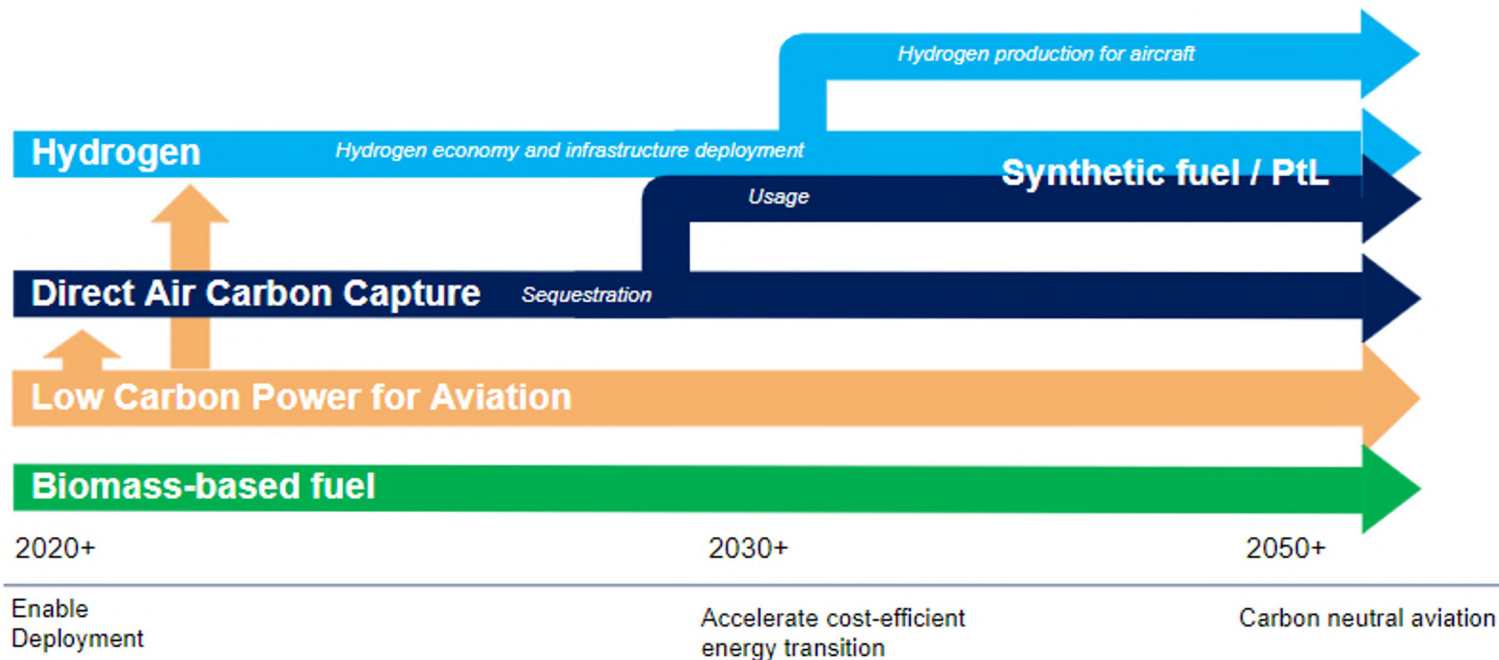 Hydrogen production for aircraft
Hydrogen
Hydrogen economy and infrastructure deployment
Synthetic fuel / PtL
Usage
Direct Air Carbon Capture
Sequestration
Low Carbon Power for Aviation
Biomass-based fuel
2020+
2030+
2050+
Enable
Deployment
Accelerate cost-efficient
energy transition
Carbon neutral aviation